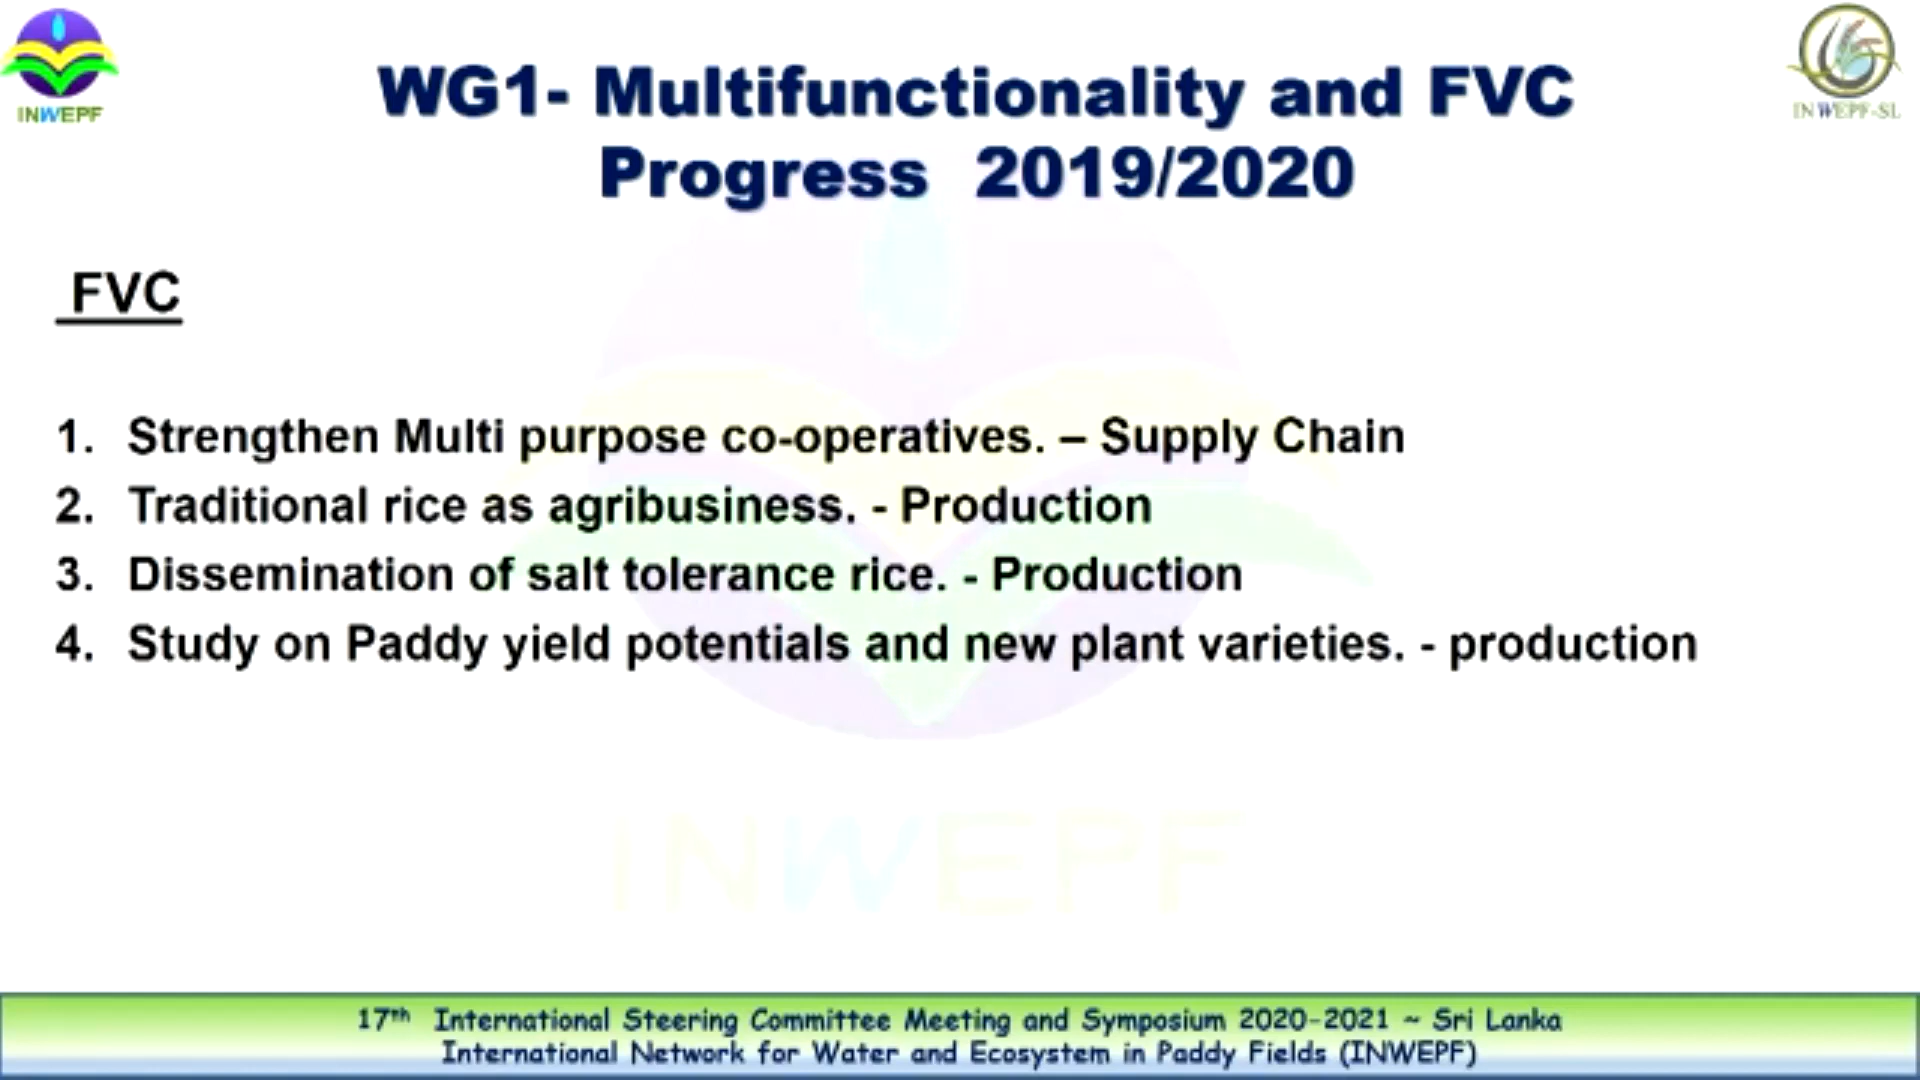 INWEPF
INWEPF-SL
WG1- Multifunctionality and FVC
Progress 2019/2020
FVC
1. Strengthen Multi purpose co-operatives. – Supply Chain
2. Traditional rice as agribusiness. - Production
3. Dissemination of salt tolerance rice. - Production
4. Study on Paddy yield potentials and new plant varieties. - production
INWEPF
17th International Steering Committee Meeting and Symposium 2020-2021 ~ Sri Lanka
International Network for Water and Ecosystem in Paddy Fields (INWEPF)